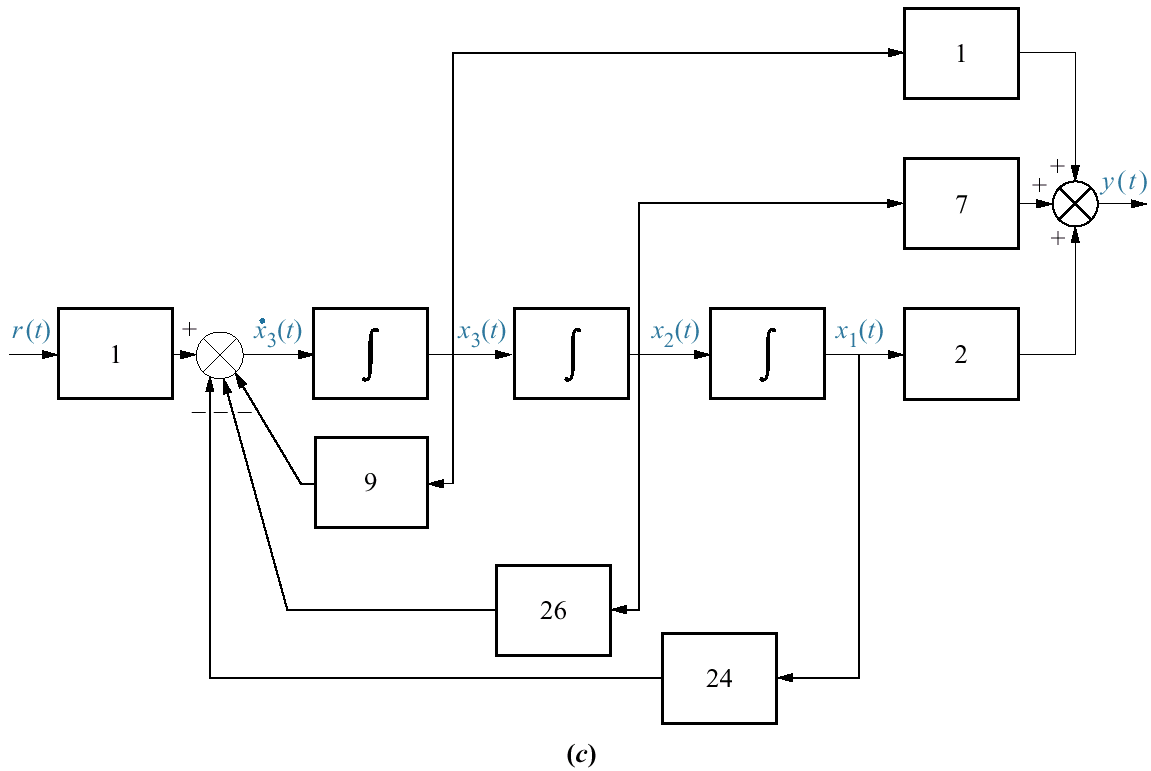 1
+
y(t)
+
7
+
r(t)
1
+
ẋ₃(t)
∫
x₃(t)
∫
x₂(t)
∫
x₁(t)
2
− − −
9
26
24
(c)